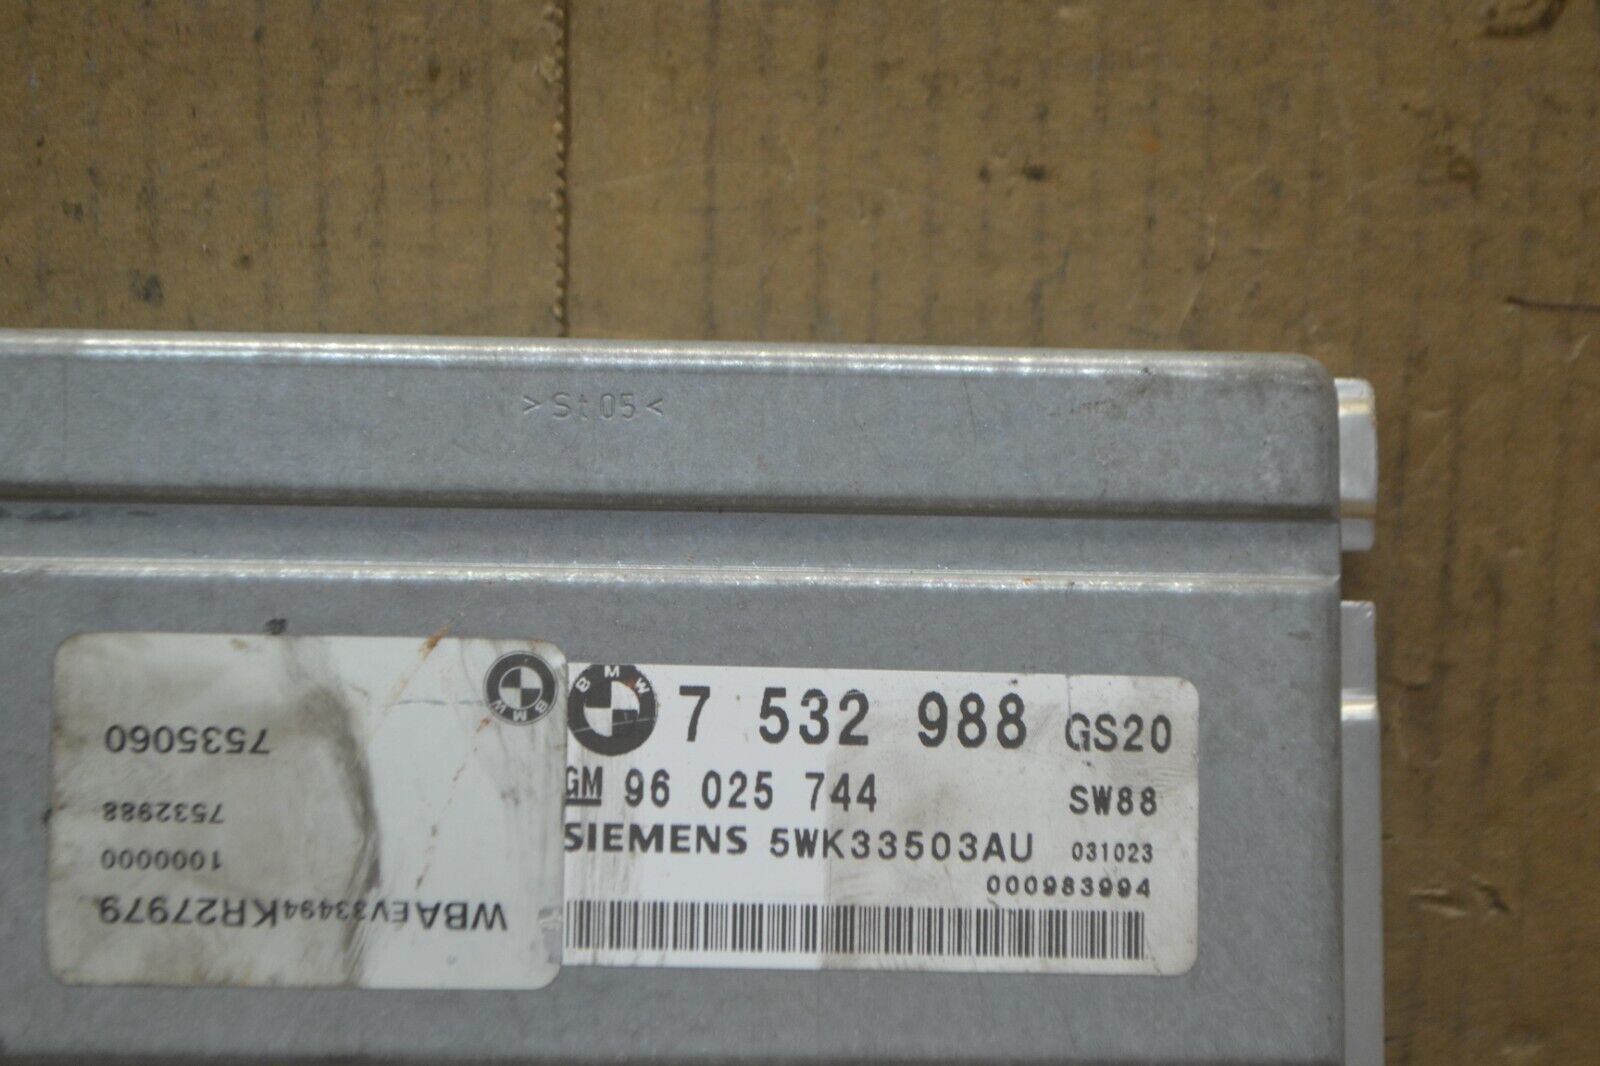 >St05<
BMW 7 532 988 GS20
GM 96 025 744 SW88
SIEMENS 5WK33503AU 031023
000983994
BMW
7535060
7532988
1000000
WBAEV33494KR27979